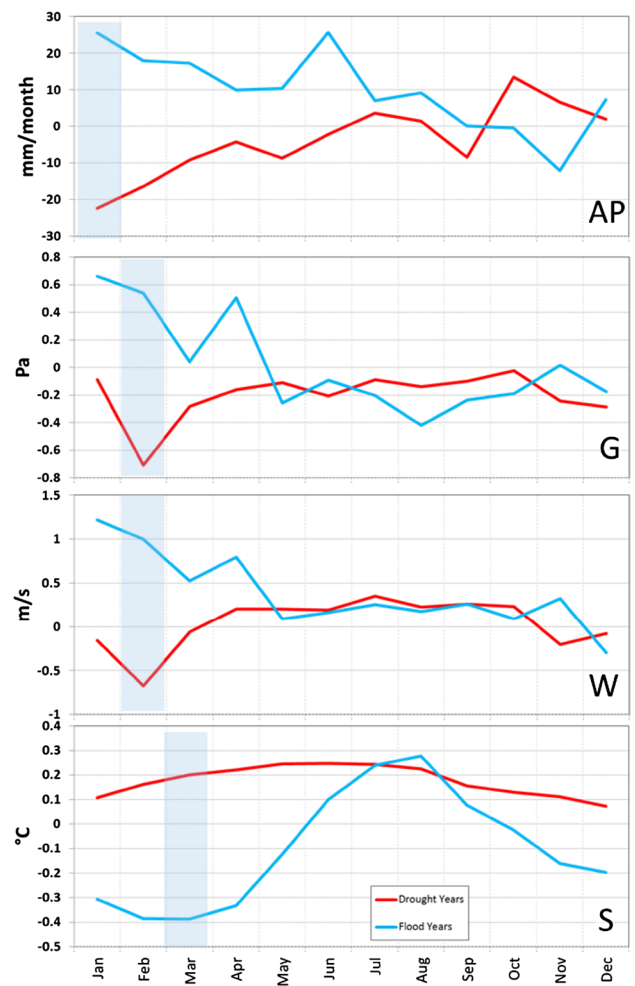 30
20
10
0
-10
-20
-30
mm/month
AP
0.8
0.6
0.4
0.2
0
-0.2
-0.4
-0.6
-0.8
Pa
G
1.5
1
0.5
0
-0.5
-1
m/s
W
0.4
0.3
0.2
0.1
0
-0.1
-0.2
-0.3
-0.4
-0.5
°C
S
Drought Years
Flood Years
Jan Feb Mar Apr May Jun Jul Aug Sep Oct Nov Dec